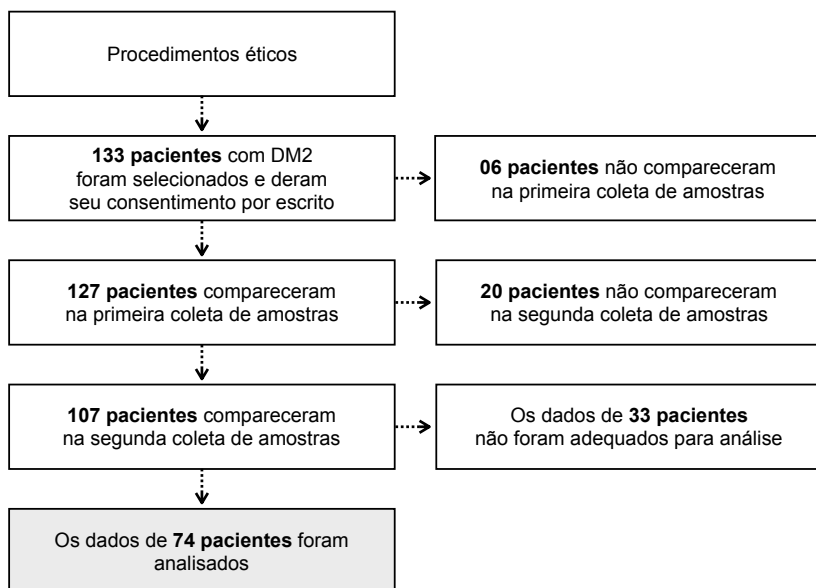 Procedimentos éticos
133 pacientes com DM2
foram selecionados e deram
seu consentimento por escrito
06 pacientes não compareceram
na primeira coleta de amostras
127 pacientes compareceram
na primeira coleta de amostras
20 pacientes não compareceram
na segunda coleta de amostras
107 pacientes compareceram
na segunda coleta de amostras
Os dados de 33 pacientes
não foram adequados para análise
Os dados de 74 pacientes foram
analisados